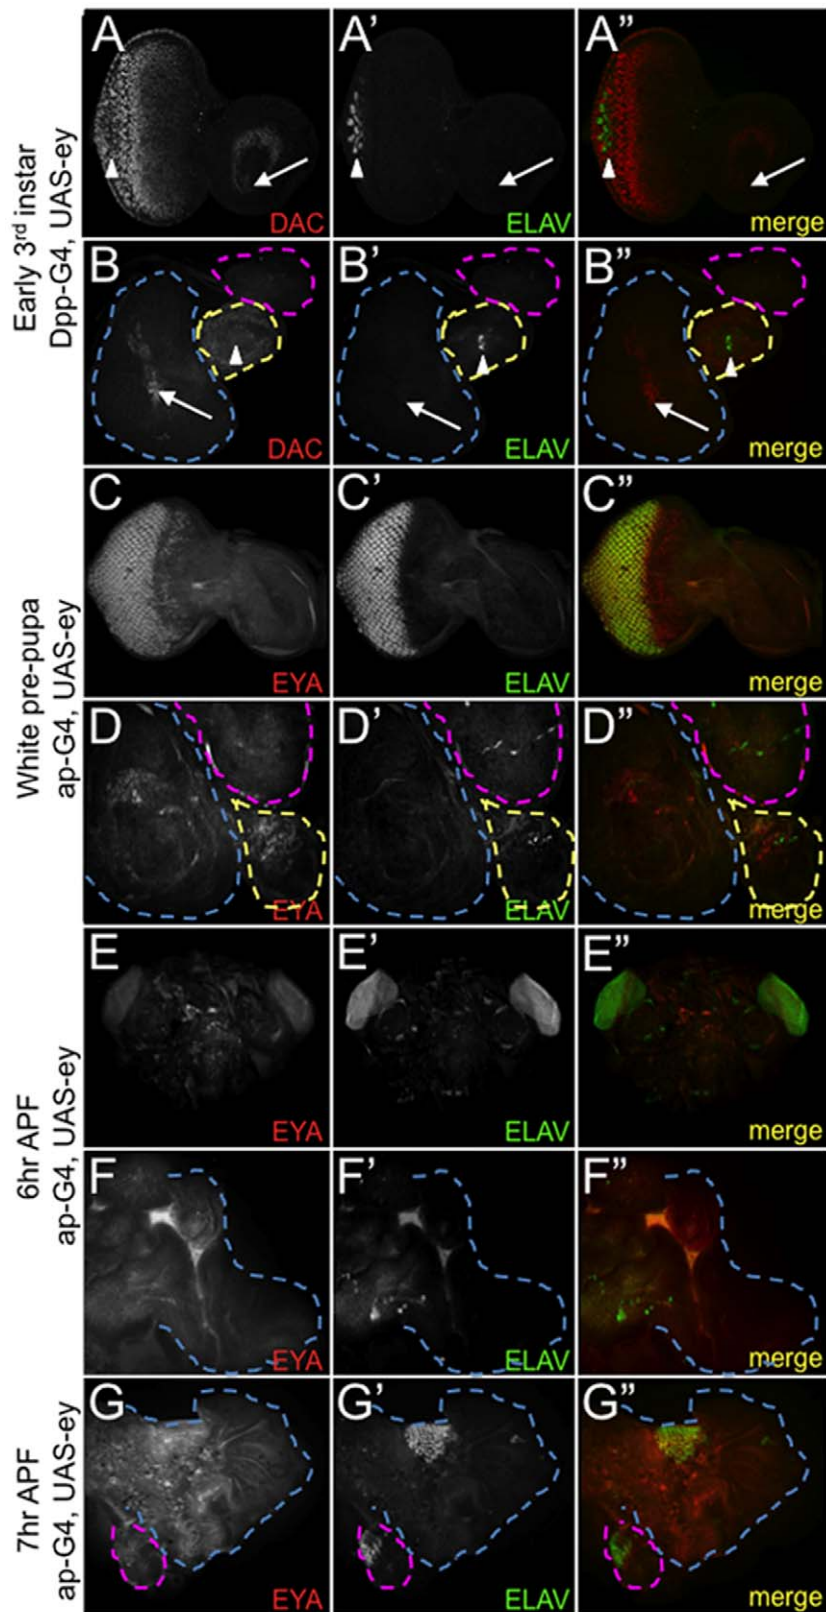 Early 3rd instar
Dpp-G4, UAS-ey
A
DAC
A’
ELAV
A”
merge
B
DAC
B’
ELAV
B”
merge
White pre-pupa
ap-G4, UAS-ey
C
EYA
C’
ELAV
C”
merge
D
EYA
D’
ELAV
D”
merge
6hr APF
ap-G4, UAS-ey
E
EYA
E’
ELAV
E”
merge
F
EYA
F’
ELAV
F”
merge
7hr APF
ap-G4, UAS-ey
G
EYA
G’
ELAV
G”
merge